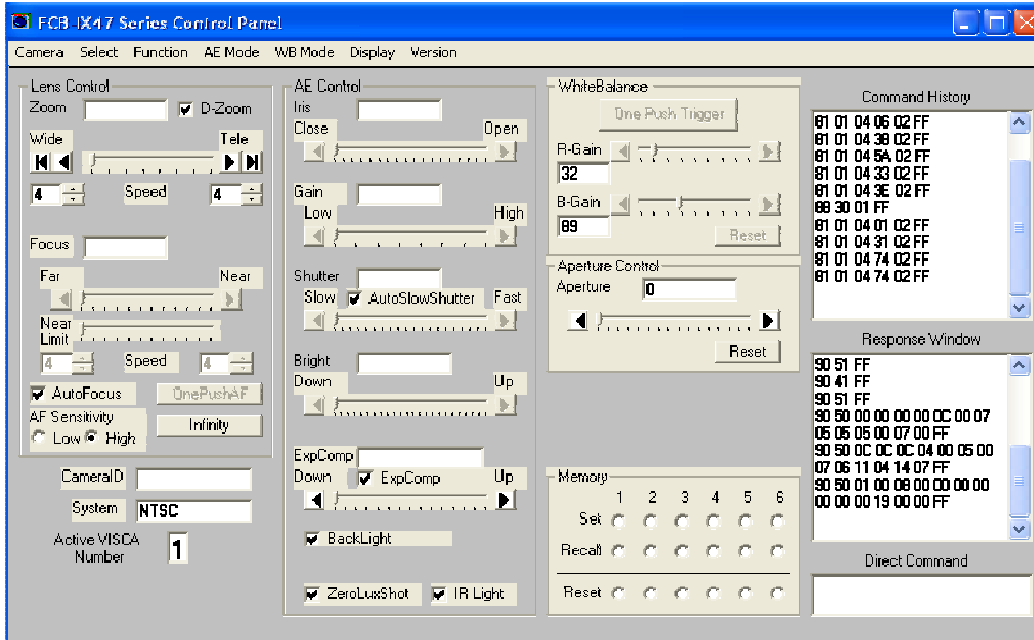 FCB-IX47 Series Control Panel
Camera Select Function AE Mode WB Mode Display Version
Lens Control
Zoom
D-Zoom
Wide
Tele
4 Speed 4
Focus
Far Near
Near
Limit
4 Speed 4
AutoFocus
OnePushAF
AF Sensitivity
Low High
Infinity
CameraID
System NTSC
Active VISCA
Number
1
AE Control
Iris
Close Open
Gain
Low High
Shutter
Slow AutoSlowShutter Fast
Bright
Down Up
ExpComp
Down ExpComp Up
BackLight
ZeroLuxShot IR Light
WhiteBalance
One Push Trigger
R-Gain
32
B-Gain
89
Reset
Aperture Control
Aperture 0
Reset
Memory
1 2 3 4 5 6
Set
Recall
Reset
Command History
81 01 04 06 02 FF
81 01 04 38 02 FF
81 01 04 5A 02 FF
81 01 04 33 02 FF
81 01 04 3E 02 FF
88 30 01 FF
81 01 04 01 02 FF
81 01 04 31 02 FF
81 01 04 74 02 FF
81 01 04 74 02 FF
Response Window
90 51 FF
90 41 FF
90 51 FF
90 50 00 00 00 00 0C 00 07
05 05 05 00 07 00 FF
90 50 0C 0C 0C 04 00 05 00
07 06 11 04 14 07 FF
90 50 01 00 08 00 00 00 00
00 00 00 19 00 00 FF
Direct Command